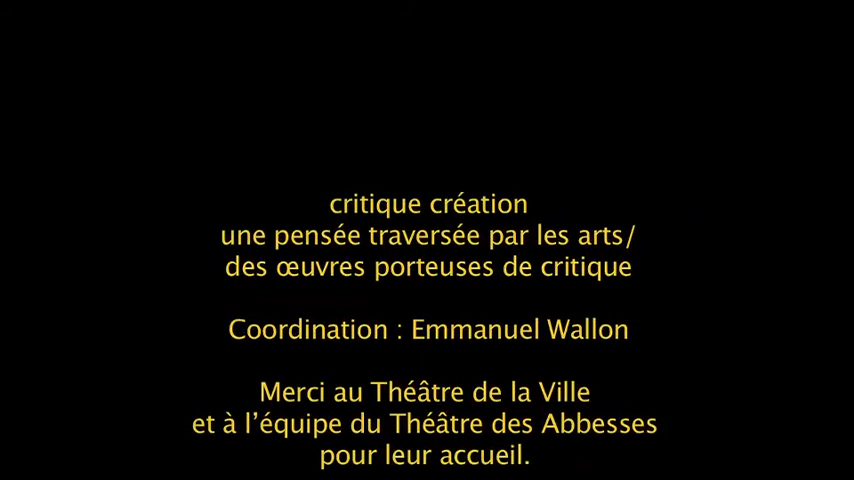 critique création
une pensée traversée par les arts/
des œuvres porteuses de critique
Coordination : Emmanuel Wallon
Merci au Théâtre de la Ville
et à l’équipe du Théâtre des Abbesses
pour leur accueil.